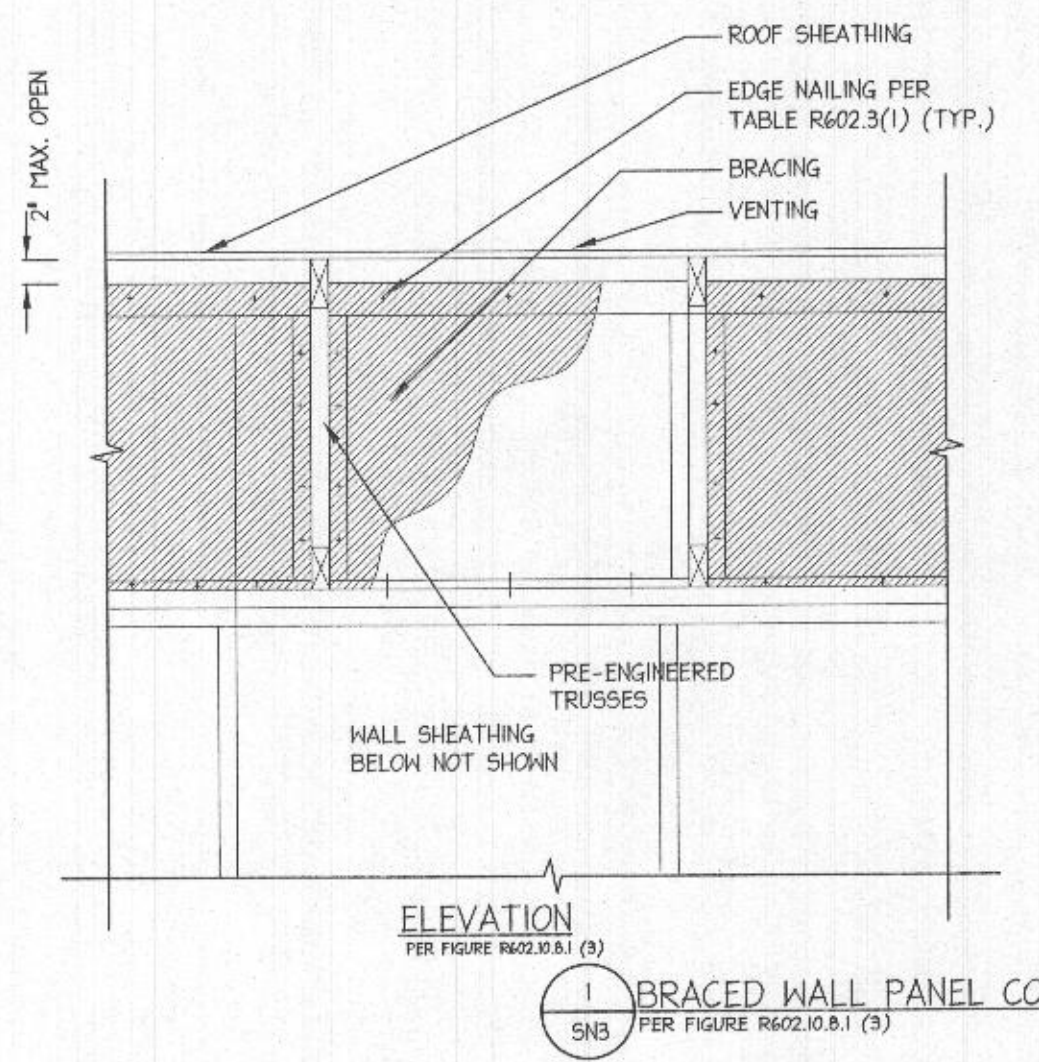 ROOF SHEATHING
EDGE NAILING PER
TABLE R602.3(1) (TYP.)
BRACING
VENTING
2" MAX. OPEN
PRE-ENGINEERED
TRUSSES
WALL SHEATHING
BELOW NOT SHOWN
ELEVATION
PER FIGURE R602.10.8.1 (3)
1
SN3
BRACED WALL PANEL CO
PER FIGURE R602.10.8.1 (3)